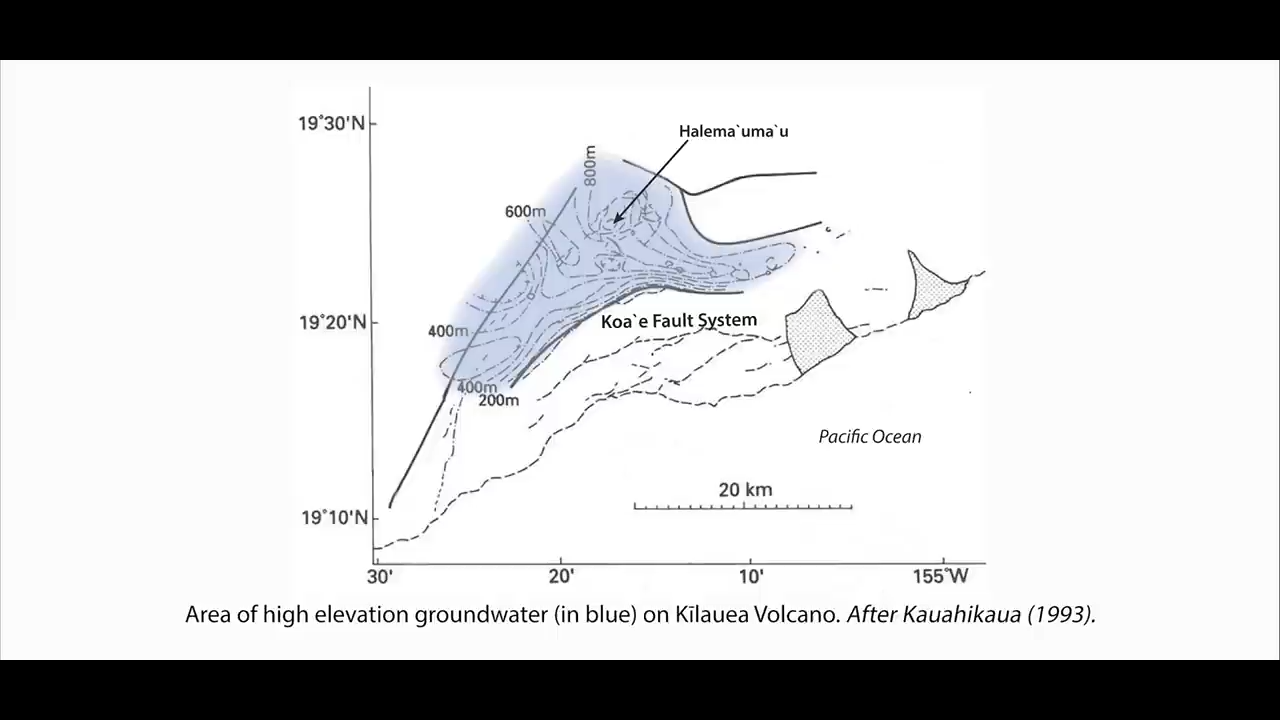 19°30'N
Halema`uma`u
800m
600m
19°20'N
Koa`e Fault System
400m
400m
200m
Pacific Ocean
20 km
19°10'N
30'
20'
10'
155°W
Area of high elevation groundwater (in blue) on Kīlauea Volcano. After Kauahikaua (1993).